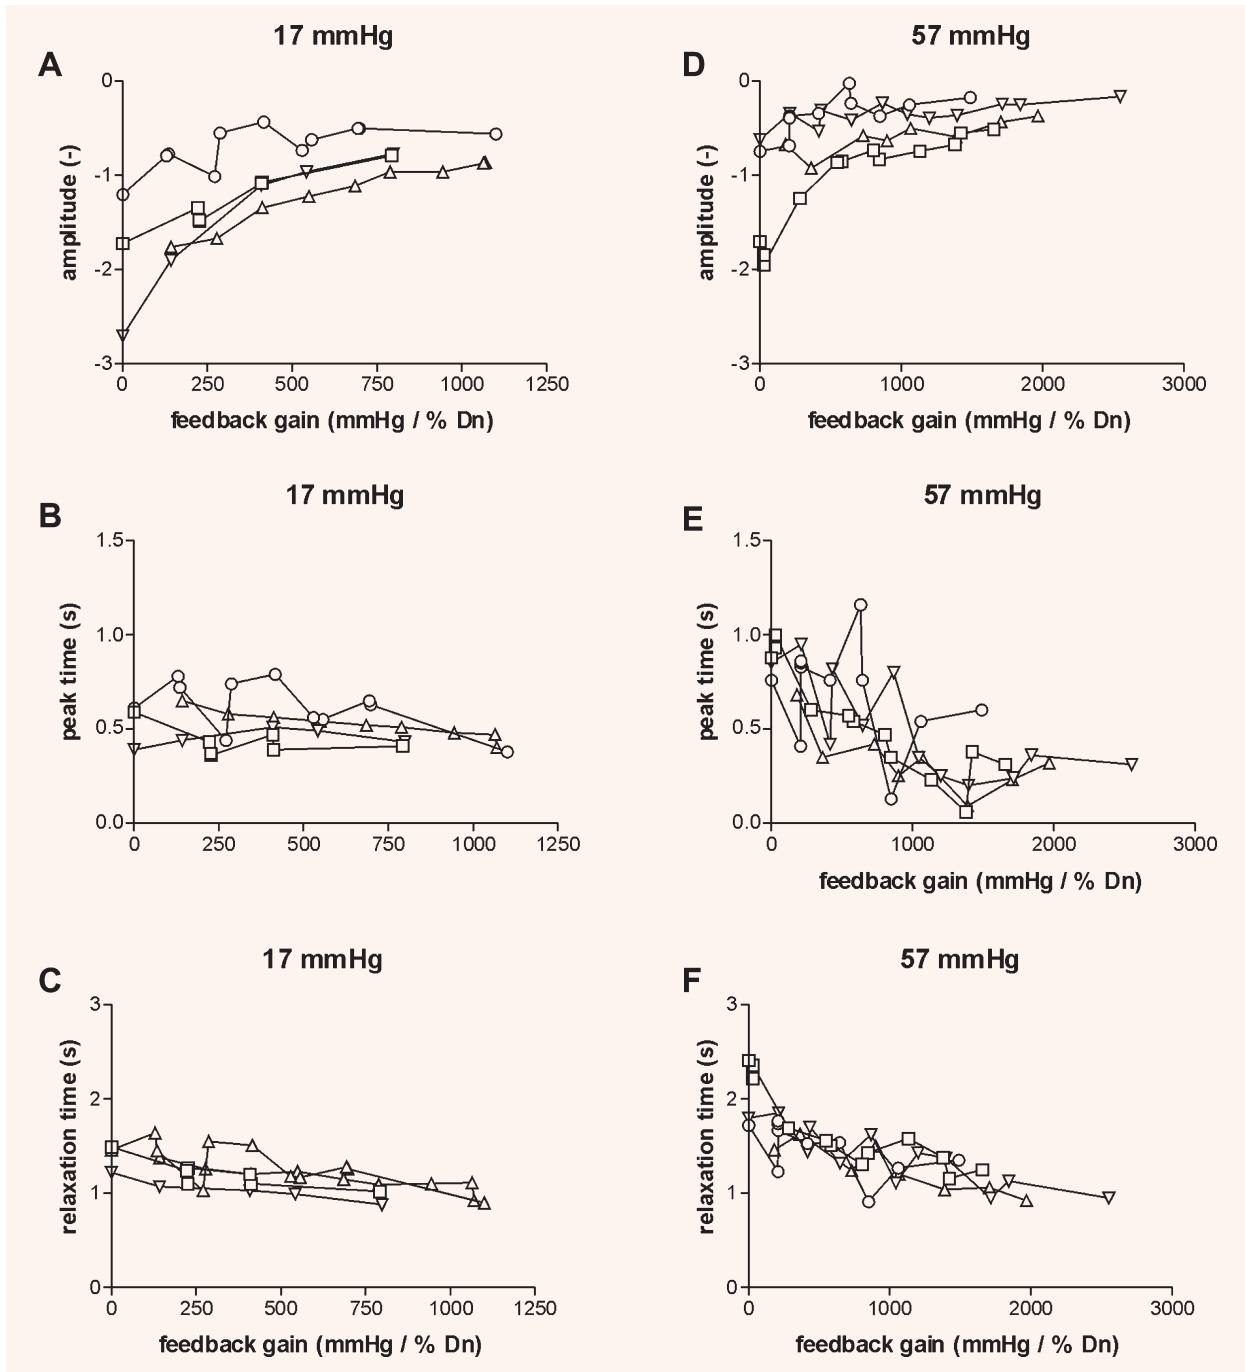 17 mmHg
A
0
-1
-2
-3
amplitude (-)
0 250 500 750 1000 1250
feedback gain (mmHg / % Dn)
57 mmHg
D
0
-1
-2
-3
amplitude (-)
0 1000 2000 3000
feedback gain (mmHg / % Dn)
17 mmHg
B
1.5
1.0
0.5
0.0
peak time (s)
0 250 500 750 1000 1250
57 mmHg
E
1.5
1.0
0.5
0.0
peak time (s)
0 1000 2000 3000
feedback gain (mmHg / % Dn)
17 mmHg
C
3
2
1
0
relaxation time (s)
0 250 500 750 1000 1250
feedback gain (mmHg / % Dn)
57 mmHg
F
3
2
1
0
relaxation time (s)
0 1000 2000 3000
feedback gain (mmHg / % Dn)